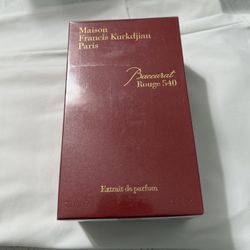 Maison
Francis Kurkdjian
Paris
Baccarat
Rouge 540
Extrait de parfum